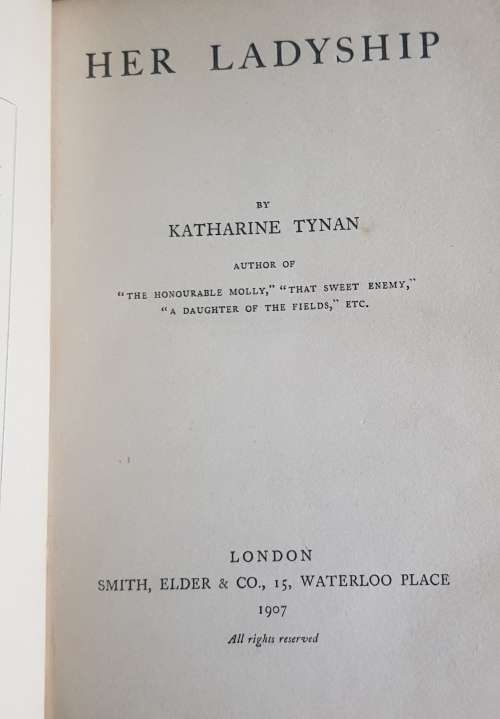 HER LADYSHIP
BY
KATHARINE TYNAN
AUTHOR OF
"THE HONOURABLE MOLLY," "THAT SWEET ENEMY,"
"A DAUGHTER OF THE FIELDS," ETC.
LONDON
SMITH, ELDER & CO., 15, WATERLOO PLACE
1907
All rights reserved